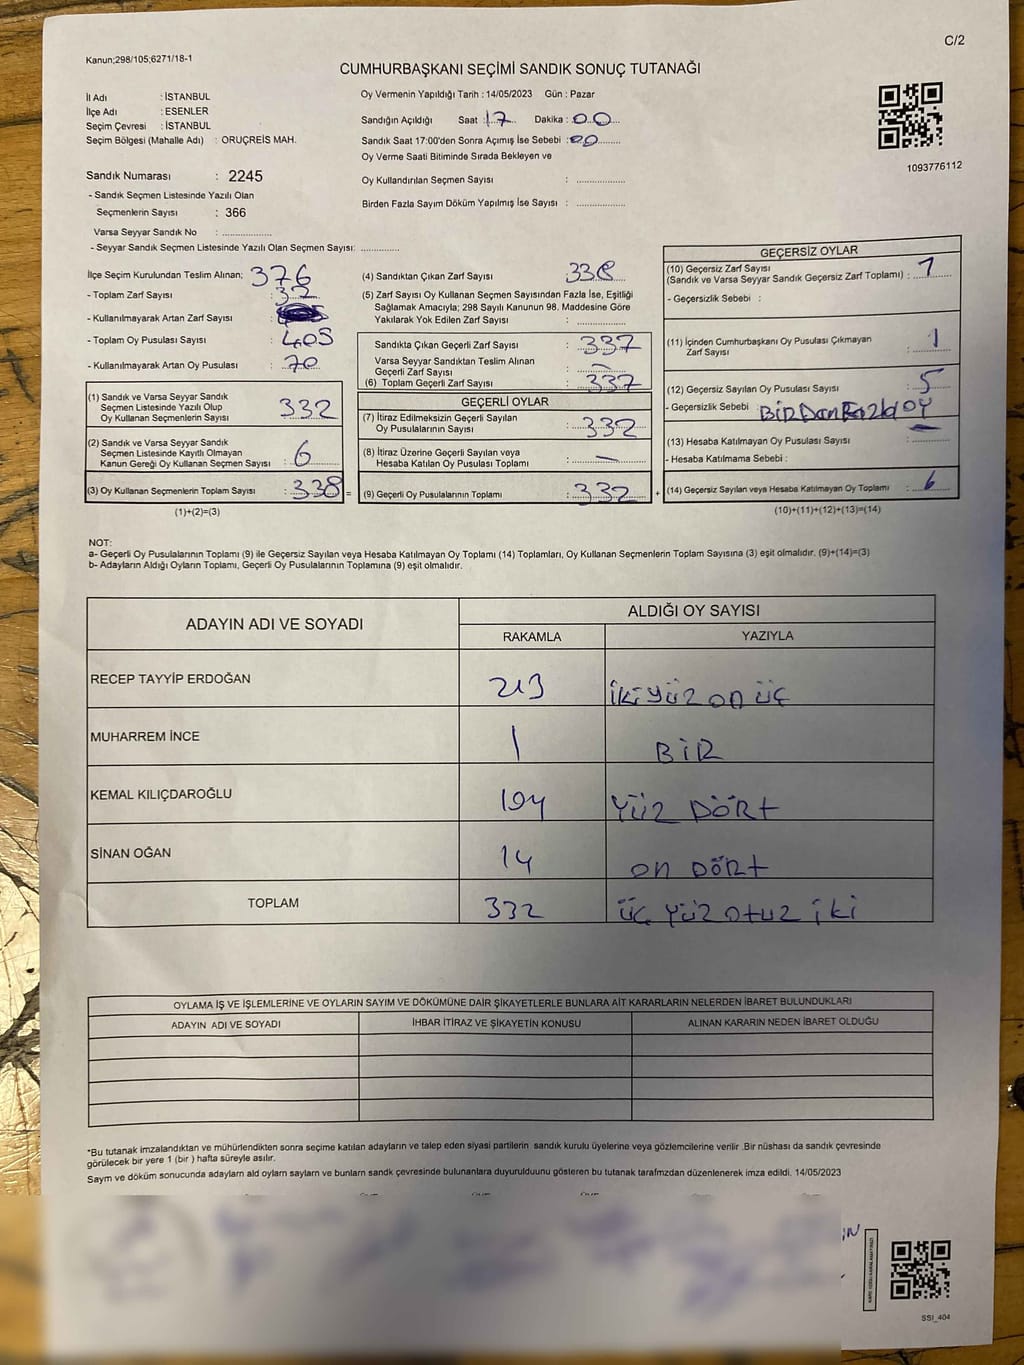 C/2
Kanun;298/105;6271/18-1
CUMHURBAŞKANI SEÇİMİ SANDIK SONUÇ TUTANAĞI
İl Adı : İSTANBUL
İlçe Adı : ESENLER
Seçim Çevresi : İSTANBUL
Seçim Bölgesi (Mahalle Adı) : ORUÇREİS MAH.
Sandık Numarası : 2245
- Sandık Seçmen Listesinde Yazılı Olan
Seçmenlerin Sayısı : 366
Varsa Seyyar Sandık No : ..............
- Seyyar Sandık Seçmen Listesinde Yazılı Olan Seçmen Sayısı: ............
Oy Vermenin Yapıldığı Tarih : 14/05/2023 Gün : Pazar
Sandığın Açıldığı Saat : 17 Dakika : 00
Sandık Saat 17:00'den Sonra Açımış İse Sebebi : 00
Oy Verme Saati Bitiminde Sırada Bekleyen ve
Oy Kullandırılan Seçmen Sayısı : ..............
Birden Fazla Sayım Döküm Yapılmış İse Sayısı : ..............
1093776112
İlçe Seçim Kurulundan Teslim Alınan; 376
- Toplam Zarf Sayısı :
- Kullanılmayarak Artan Zarf Sayısı :
- Toplam Oy Pusulası Sayısı : 405
- Kullanılmayarak Artan Oy Pusulası : 70
(1) Sandık ve Varsa Seyyar Sandık
Seçmen Listesinde Yazılı Olup
Oy Kullanan Seçmenlerin Sayısı : 332
(2) Sandık ve Varsa Seyyar Sandık
Seçmen Listesinde Kayıtlı Olmayan
Kanun Gereği Oy Kullanan Seçmen Sayısı : 6
(3) Oy Kullanan Seçmenlerin Toplam Sayısı : 338 =
(1)+(2)=(3)
(4) Sandıktan Çıkan Zarf Sayısı 338
(5) Zarf Sayısı Oy Kullanan Seçmen Sayısından Fazla İse, Eşitliği
Sağlamak Amacıyla; 298 Sayılı Kanunun 98. Maddesine Göre
Yakılarak Yok Edilen Zarf Sayısı : ..............
Sandıkta Çıkan Geçerli Zarf Sayısı : 337
Varsa Seyyar Sandıktan Teslim Alınan
Geçerli Zarf Sayısı : —
(6) Toplam Geçerli Zarf Sayısı : 337
GEÇERLİ OYLAR
(7) İtiraz Edilmeksizin Geçerli Sayılan
Oy Pusulalarının Sayısı : 332
(8) İtiraz Üzerine Geçerli Sayılan veya
Hesaba Katılan Oy Pusulası Toplamı : —
(9) Geçerli Oy Pusulalarının Toplamı : 332 +
GEÇERSİZ OYLAR
(10) Geçersiz Zarf Sayısı
(Sandık ve Varsa Seyyar Sandık Geçersiz Zarf Toplamı) : 1
- Geçersizlik Sebebi :
(11) İçinden Cumhurbaşkanı Oy Pusulası Çıkmayan
Zarf Sayısı : 1
(12) Geçersiz Sayılan Oy Pusulası Sayısı : 5
- Geçersizlik Sebebi BİRDen Fazla OY
(13) Hesaba Katılmayan Oy Pusulası Sayısı : ............
- Hesaba Katılmama Sebebi :
(14) Geçersiz Sayılan veya Hesaba Katılmayan Oy Toplamı : 6
(10)+(11)+(12)+(13)=(14)
NOT:
a- Geçerli Oy Pusulalarının Toplamı (9) ile Geçersiz Sayılan veya Hesaba Katılmayan Oy Toplamı (14) Toplamları, Oy Kullanan Seçmenlerin Toplam Sayısına (3) eşit olmalıdır. (9)+(14)=(3)
b- Adayların Aldığı Oyların Toplamı, Geçerli Oy Pusulalarının Toplamına (9) eşit olmalıdır.
ADAYIN ADI VE SOYADI ALDIĞI OY SAYISI
RAKAMLA YAZIYLA
RECEP TAYYİP ERDOĞAN 213 iki yüz on üç
MUHARREM İNCE 1 BİR
KEMAL KILIÇDAROĞLU 104 YÜZ DÖRt
SİNAN OĞAN 14 on DÖRt
TOPLAM 332 üç yüz otuz iki
OYLAMA İŞ VE İŞLEMLERİNE VE OYLARIN SAYIM VE DÖKÜMÜNE DAİR ŞİKAYETLERLE BUNLARA AİT KARARLARIN NELERDEN İBARET BULUNDUKLARI
ADAYIN ADI VE SOYADI İHBAR İTİRAZ VE ŞİKAYETİN KONUSU ALINAN KARARIN NEDEN İBARET OLDUĞU
*Bu tutanak imzalandıktan ve mühürlendikten sonra seçime katılan adayların ve talep eden siyasi partilerin sandık kurulu üyelerine veya gözlemcilerine verilir .Bir nüshası da sandık çevresinde
görülecek bir yere 1 (bir ) hafta süreyle asılır.
Saym ve döküm sonucunda adaylarn ald oylarn saylarn ve bunlarn sandk çevresinde bulunanlara duyurulduunu gösteren bu tutanak tarafmzdan düzenlenerek imza edildi. 14/05/2023
SSİ_404